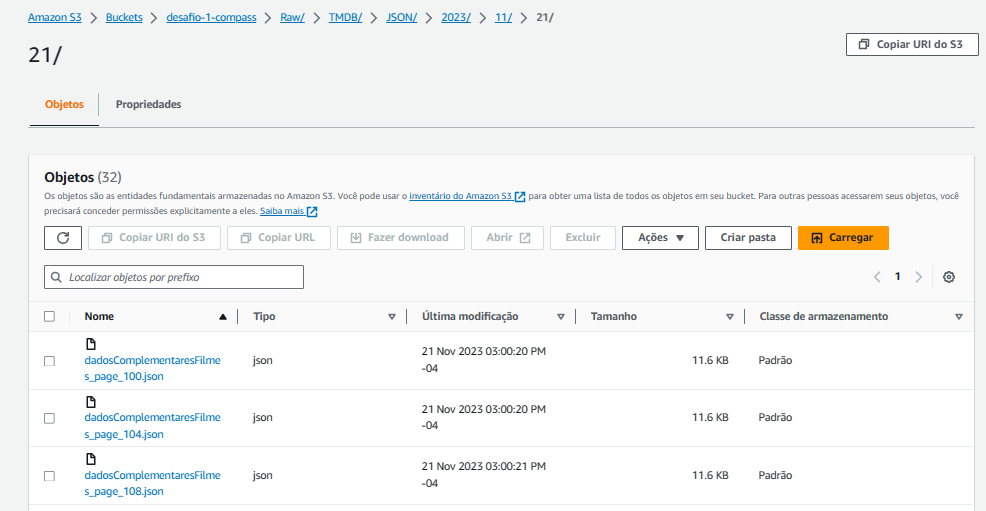 Amazon S3 > Buckets > desafio-1-compass > Raw/ > TMDB/ > JSON/ > 2023/ > 11/ > 21/
21/
Copiar URI do S3
Objetos Propriedades
Objetos (32)
Os objetos são as entidades fundamentais armazenadas no Amazon S3. Você pode usar o inventário do Amazon S3 para obter uma lista de todos os objetos em seu bucket. Para outras pessoas acessarem seus objetos, você
precisará conceder permissões explicitamente a eles. Saiba mais
Copiar URI do S3 Copiar URL Fazer download Abrir Excluir Ações Criar pasta Carregar
Localizar objetos por prefixo
1
Nome Tipo Última modificação Tamanho Classe de armazenamento
dadosComplementaresFilme
s_page_100.json
json
21 Nov 2023 03:00:20 PM
-04
11.6 KB
Padrão
dadosComplementaresFilme
s_page_104.json
json
21 Nov 2023 03:00:20 PM
-04
11.6 KB
Padrão
dadosComplementaresFilme
s_page_108.json
json
21 Nov 2023 03:00:21 PM
-04
11.6 KB
Padrão